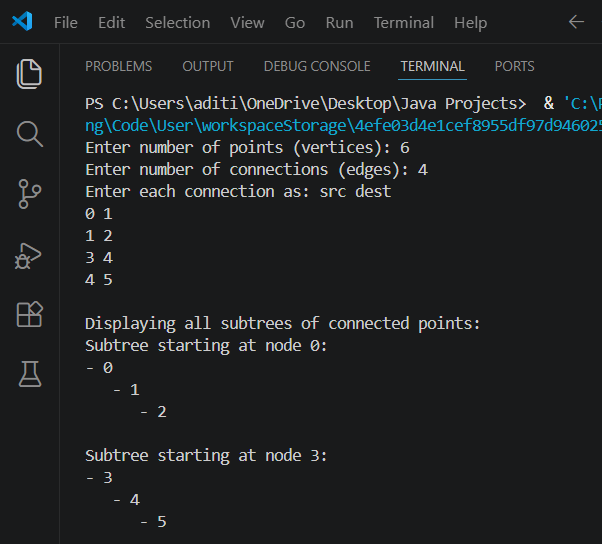 File Edit Selection View Go Run Terminal Help
PROBLEMS OUTPUT DEBUG CONSOLE TERMINAL PORTS
PS C:\Users\aditi\OneDrive\Desktop\Java Projects>  & 'C:\
ng\Code\User\workspaceStorage\4efe03d4e1cef8955df97d946025
Enter number of points (vertices): 6
Enter number of connections (edges): 4
Enter each connection as: src dest
0 1
1 2
3 4
4 5
Displaying all subtrees of connected points:
Subtree starting at node 0:
- 0
   - 1
      - 2
Subtree starting at node 3:
- 3
   - 4
      - 5